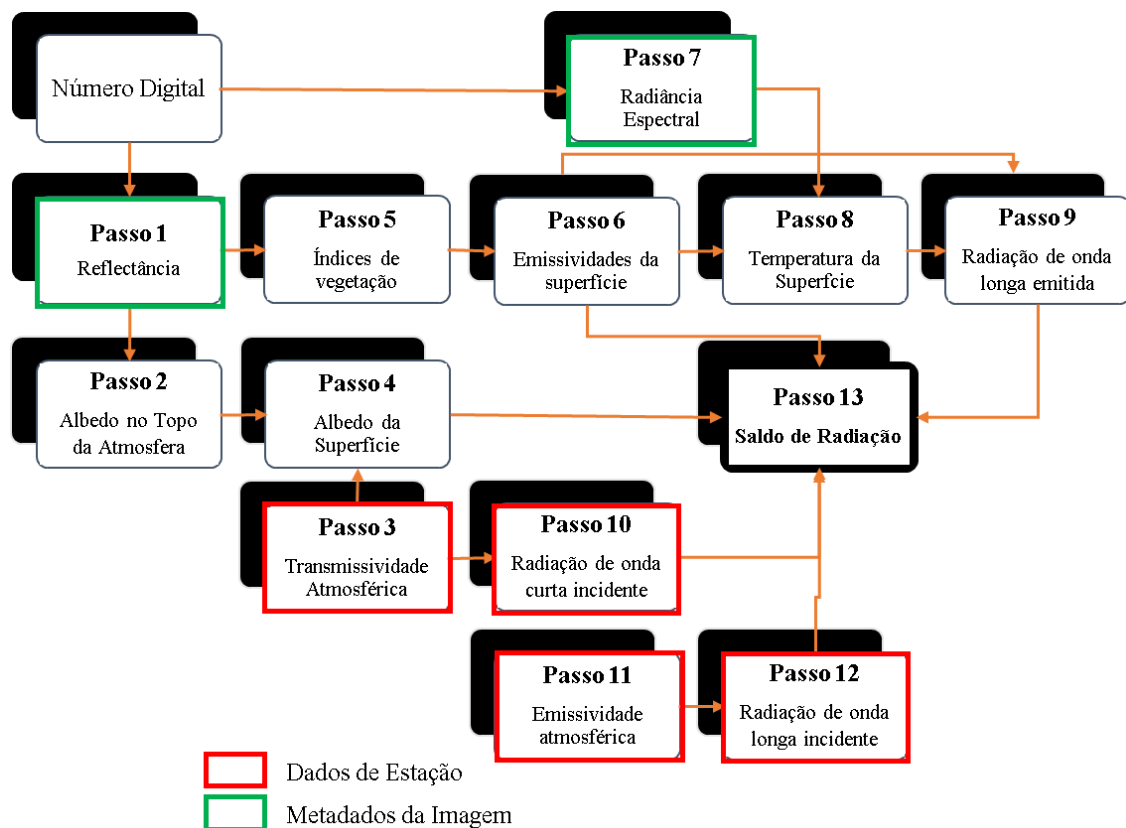 Número Digital
Passo 7
Radiância
Espectral
Passo 1
Reflectância
Passo 5
Índices de
vegetação
Passo 6
Emissividades da
superfície
Passo 8
Temperatura da
Superfcie
Passo 9
Radiação de onda
longa emitida
Passo 2
Albedo no Topo
da Atmosfera
Passo 4
Albedo da
Superfície
Passo 13
Saldo de Radiação
Passo 3
Transmissividade
Atmosférica
Passo 10
Radiação de onda
curta incidente
Passo 11
Emissividade
atmosférica
Passo 12
Radiação de onda
longa incidente
Dados de Estação
Metadados da Imagem